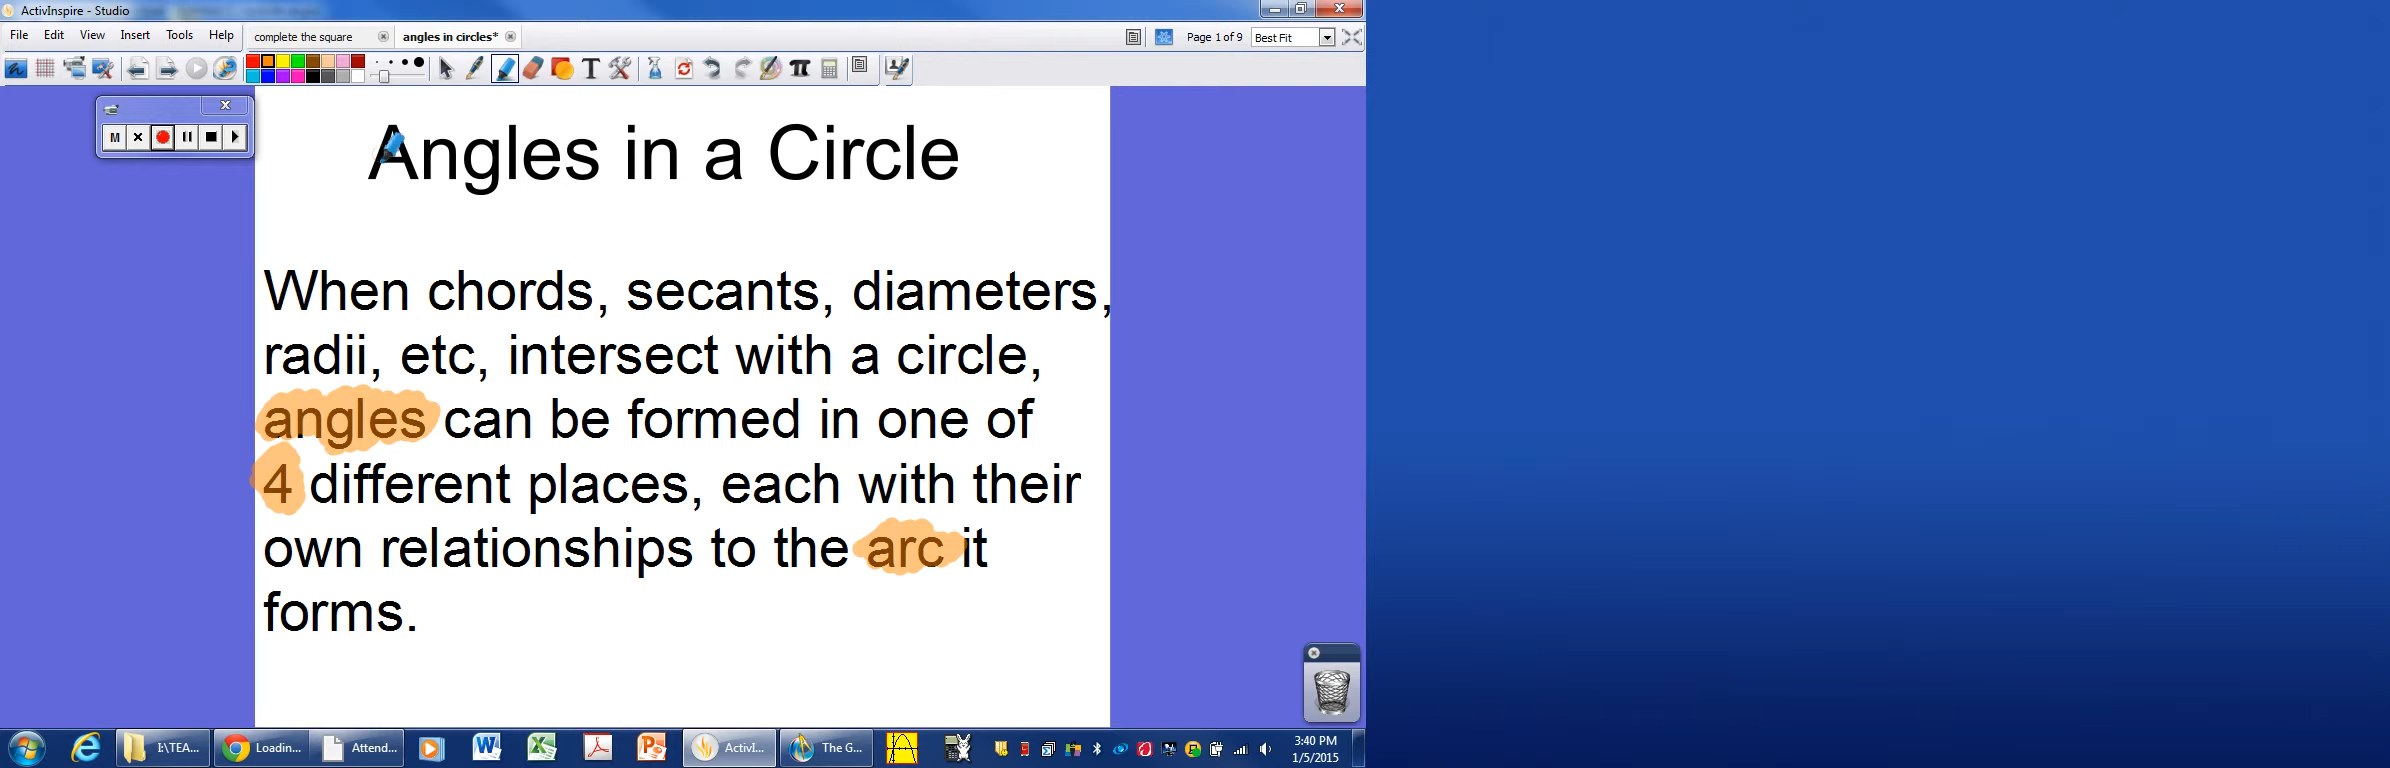 ActivInspire - Studio
File Edit View Insert Tools Help
complete the square
angles in circles*
Page 1 of 9 Best Fit
M
Angles in a Circle
When chords, secants, diameters,
radii, etc, intersect with a circle,
angles can be formed in one of
4 different places, each with their
own relationships to the arc it
forms.
I:\TEA... Loadin... Attend... ActivI... The G...
3:40 PM
1/5/2015